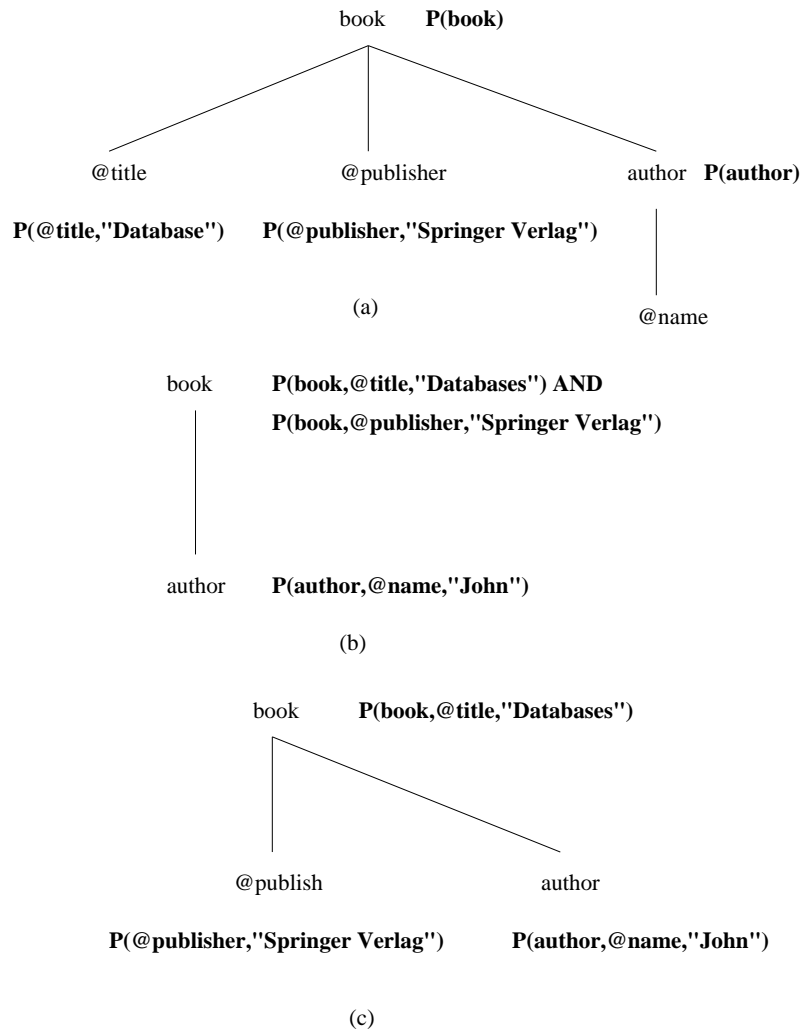 book P(book)
@title @publisher author P(author)
P(@title,"Database") P(@publisher,"Springer Verlag")
(a)
@name
book P(book,@title,"Databases") AND
P(book,@publisher,"Springer Verlag")
author P(author,@name,"John")
(b)
book P(book,@title,"Databases")
@publish author
P(@publisher,"Springer Verlag") P(author,@name,"John")
(c)